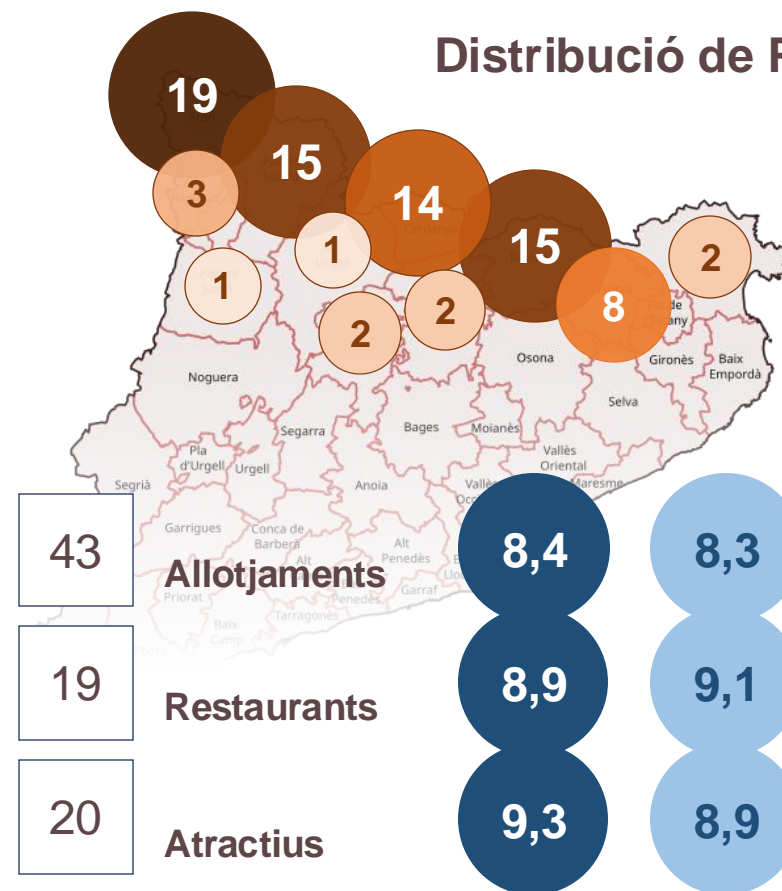 Distribució de
19
15
3
14
1
15
2
1
8
2
2
Osona
Gironès
Baix
Empordà
Noguera
Selva
Segarra
Bages
Moianès
Pla
d'Urgell
Urgell
Vallès
Oriental
Segrià
Anoia
Vallès
Maresme
Garrigues
Conca de
Barberà
Alt
Penedès
Alt
Penedès
Garraf
Priorat
Baix
Camp
Tarragonès
43
Allotjaments
8,4
8,3
19
Restaurants
8,9
9,1
20
Atractius
9,3
8,9